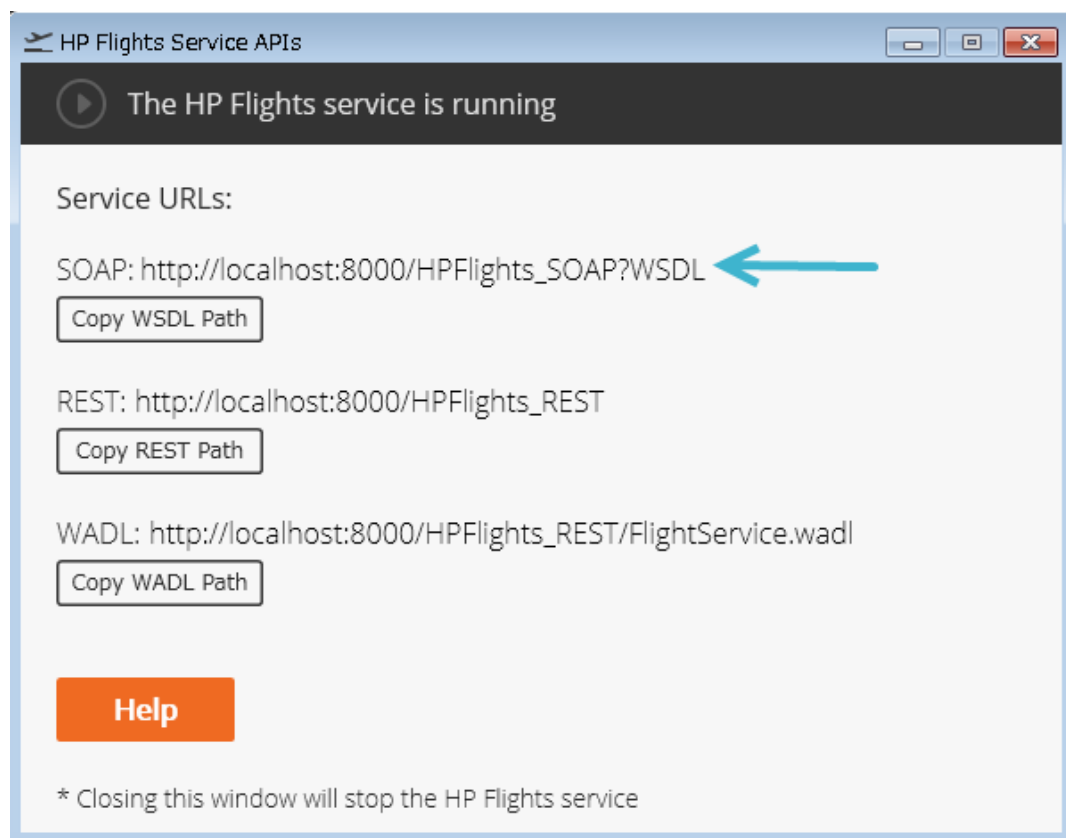 HP Flights Service APIs
The HP Flights service is running
Service URLs:
SOAP: http://localhost:8000/HPFlights_SOAP?WSDL
Copy WSDL Path
REST: http://localhost:8000/HPFlights_REST
Copy REST Path
WADL: http://localhost:8000/HPFlights_REST/FlightService.wadl
Copy WADL Path
Help
* Closing this window will stop the HP Flights service